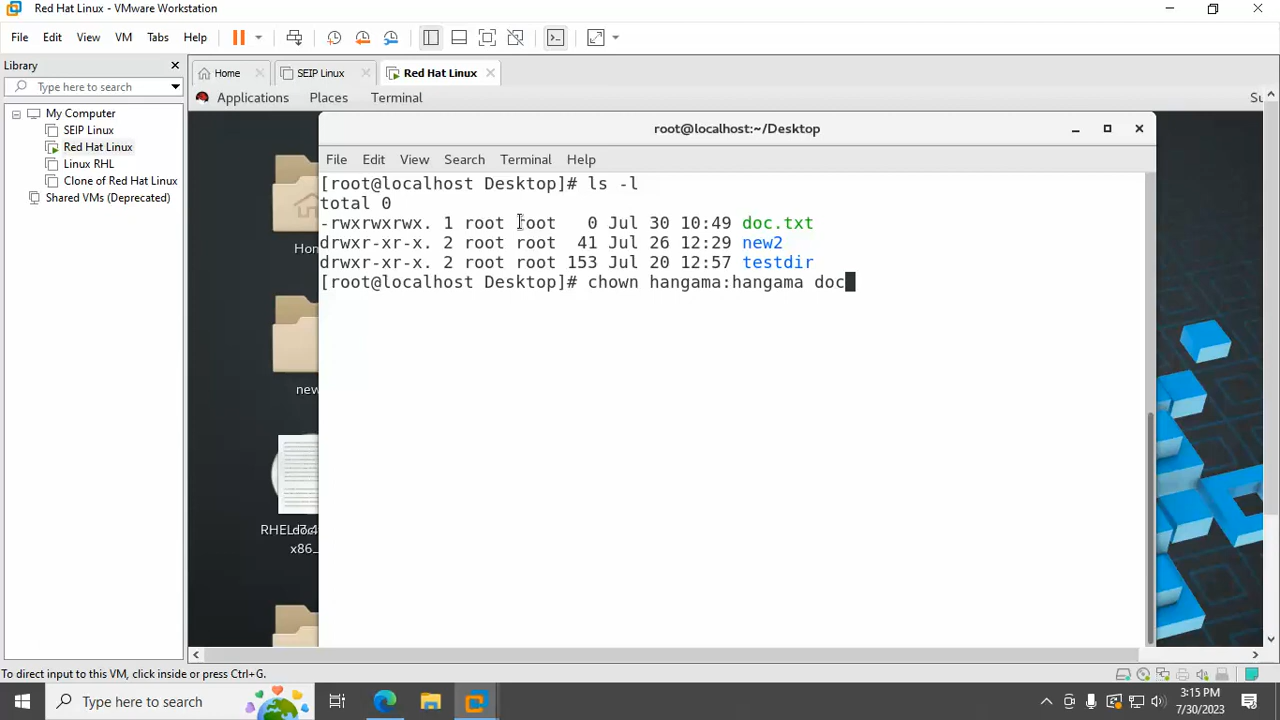 Red Hat Linux - VMware Workstation
File Edit View VM Tabs Help
Library
Type here to search
My Computer
SEIP Linux
Red Hat Linux
Linux RHL
Clone of Red Hat Linux
Shared VMs (Deprecated)
Home SEIP Linux Red Hat Linux
Applications Places Terminal Su
root@localhost:~/Desktop
File Edit View Search Terminal Help
[root@localhost Desktop]# ls -l
total 0
-rwxrwxrwx. 1 root root 0 Jul 30 10:49 doc.txt
drwxr-xr-x. 2 root root 41 Jul 26 12:29 new2
drwxr-xr-x. 2 root root 153 Jul 20 12:57 testdir
[root@localhost Desktop]# chown hangama:hangama doc
Hom
new
x86_
To direct input to this VM, click inside or press Ctrl+G.
Type here to search
3:15 PM
7/30/2023